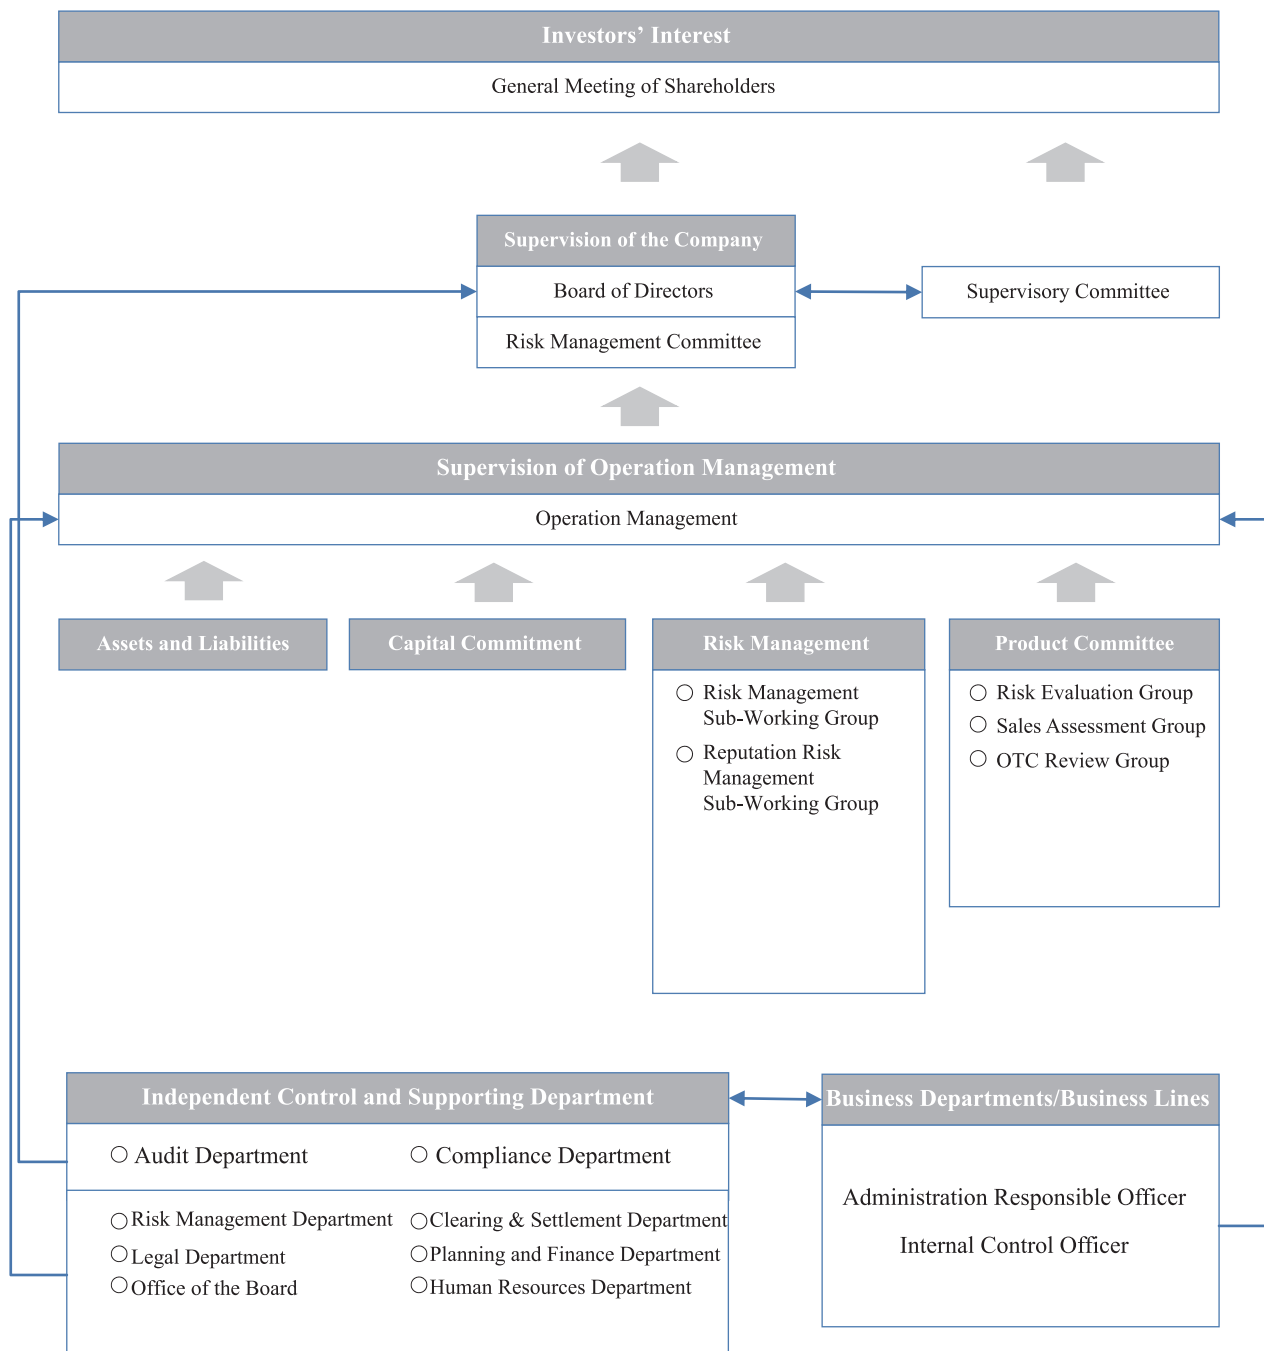 Investors’ Interest
General Meeting of Shareholders
Supervision of the Company
Board of Directors
Supervisory Committee
Risk Management Committee
Supervision of Operation Management
Operation Management
Assets and Liabilities
Capital Commitment
Risk Management
○ Risk Management
Sub-Working Group
○ Reputation Risk
Management
Sub-Working Group
Product Committee
○ Risk Evaluation Group
○ Sales Assessment Group
○ OTC Review Group
Independent Control and Supporting Department
○ Audit Department
○ Compliance Department
○ Risk Management Department
○ Clearing & Settlement Department
○ Legal Department
○ Planning and Finance Department
○ Office of the Board
○ Human Resources Department
Business Departments/Business Lines
Administration Responsible Officer
Internal Control Officer